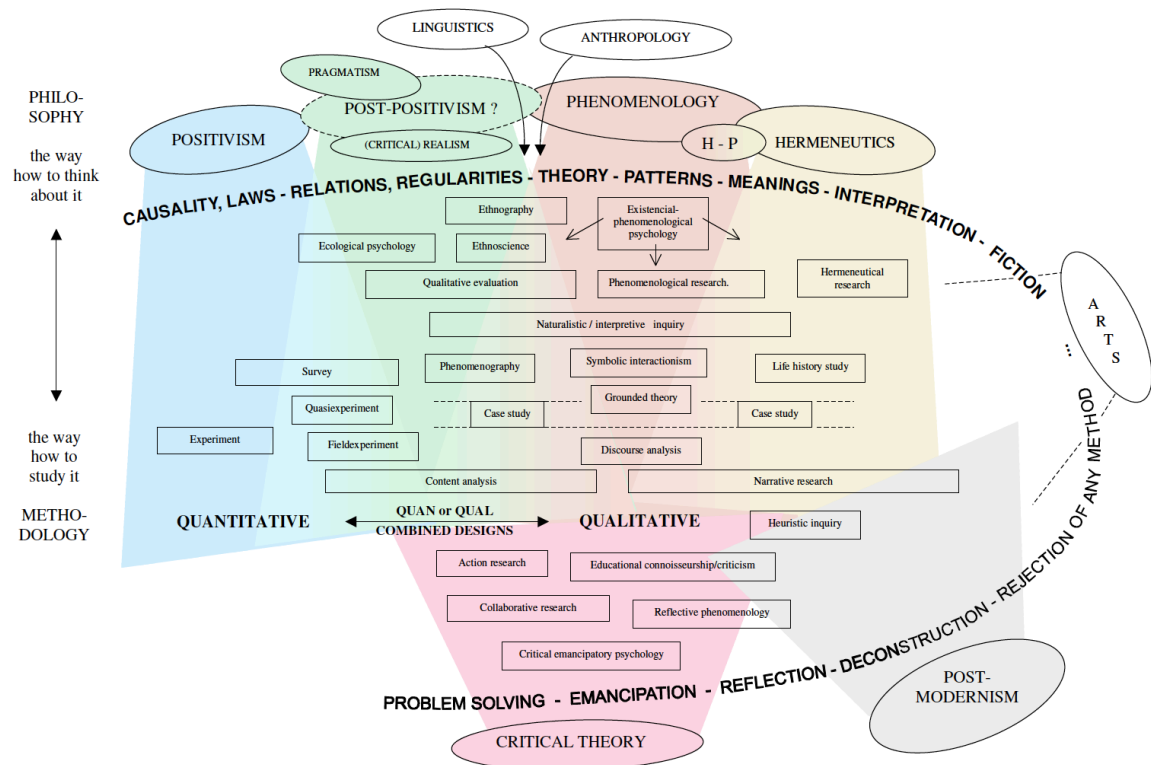 LINGUISTICS
ANTHROPOLOGY
PRAGMATISM
PHILO-
SOPHY
the way
how to think
about it
POST-POSITIVISM ?
PHENOMENOLOGY
POSITIVISM
(CRITICAL) REALISM
H - P
HERMENEUTICS
CAUSALITY, LAWS - RELATIONS, REGULARITIES - THEORY - PATTERNS - MEANINGS - INTERPRETATION - FICTION
Ethnography
Existencial-
phenomenological
psychology
Ecological psychology
Ethnoscience
Qualitative evaluation
Phenomenological research.
Hermeneutical
research
A
R
T
S
...
Naturalistic / interpretive inquiry
Survey
Phenomenography
Symbolic interactionism
Life history study
Quasiexperiment
Case study
Grounded theory
Case study
Experiment
Fieldexperiment
Discourse analysis
the way
how to
study it
METHO-
DOLOGY
Content analysis
Narrative research
QUANTITATIVE
QUAN or QUAL
COMBINED DESIGNS
QUALITATIVE
Heuristic inquiry
Action research
Educational connoisseurship/criticism
Collaborative research
Reflective phenomenology
Critical emancipatory psychology
PROBLEM SOLVING - EMANCIPATION - REFLECTION - DECONSTRUCTION - REJECTION OF ANY METHOD
POST-
MODERNISM
CRITICAL THEORY